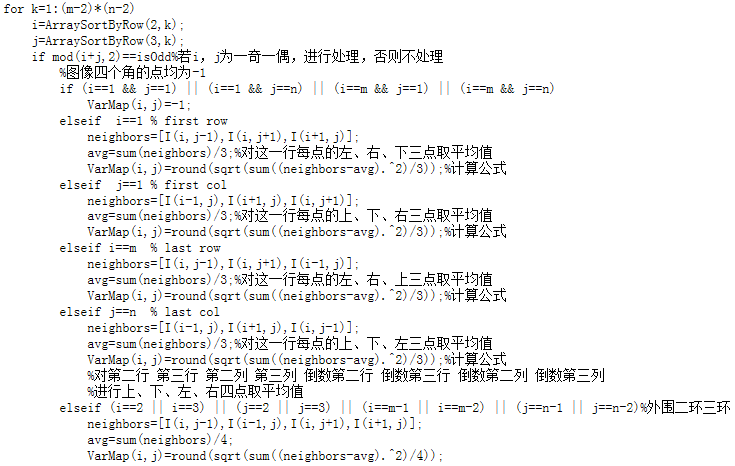 for k=1:(m-2)*(n-2)
i=ArraySortByRow(2,k);
j=ArraySortByRow(3,k);
if mod(i+j,2)==isOdd%若i，j为一奇一偶，进行处理，否则不处理
%图像四个角的点均为-1
if (i==1 && j==1) || (i==1 && j==n) || (i==m && j==1) || (i==m && j==n)
VarMap(i,j)=-1;
elseif  i==1 % first row
neighbors=[I(i,j-1),I(i,j+1),I(i+1,j)];
avg=sum(neighbors)/3;%对这一行每点的左、右、下三点取平均值
VarMap(i,j)=round(sqrt(sum((neighbors-avg).^2)/3));%计算公式
elseif  j==1 % first col
neighbors=[I(i-1,j),I(i+1,j),I(i,j+1)];
avg=sum(neighbors)/3;%对这一行每点的上、下、右三点取平均值
VarMap(i,j)=round(sqrt(sum((neighbors-avg).^2)/3));%计算公式
elseif i==m  % last row
neighbors=[I(i,j-1),I(i,j+1),I(i-1,j)];
avg=sum(neighbors)/3;%对这一行每点的左、右、上三点取平均值
VarMap(i,j)=round(sqrt(sum((neighbors-avg).^2)/3));%计算公式
elseif j==n  % last col
neighbors=[I(i-1,j),I(i+1,j),I(i,j-1)];
avg=sum(neighbors)/3;%对这一行每点的上、下、左三点取平均值
VarMap(i,j)=round(sqrt(sum((neighbors-avg).^2)/3));%计算公式
%对第二行 第三行 第二列 第三列 倒数第二行 倒数第三行 倒数第二列 倒数第三列
%进行上、下、左、右四点取平均值
elseif (i==2 || i==3) || (j==2 || j==3) || (i==m-1 || i==m-2) || (j==n-1 || j==n-2)%外围二环三环
neighbors=[I(i,j-1),I(i-1,j),I(i,j+1),I(i+1,j)];
avg=sum(neighbors)/4;
VarMap(i,j)=round(sqrt(sum((neighbors-avg).^2)/4));